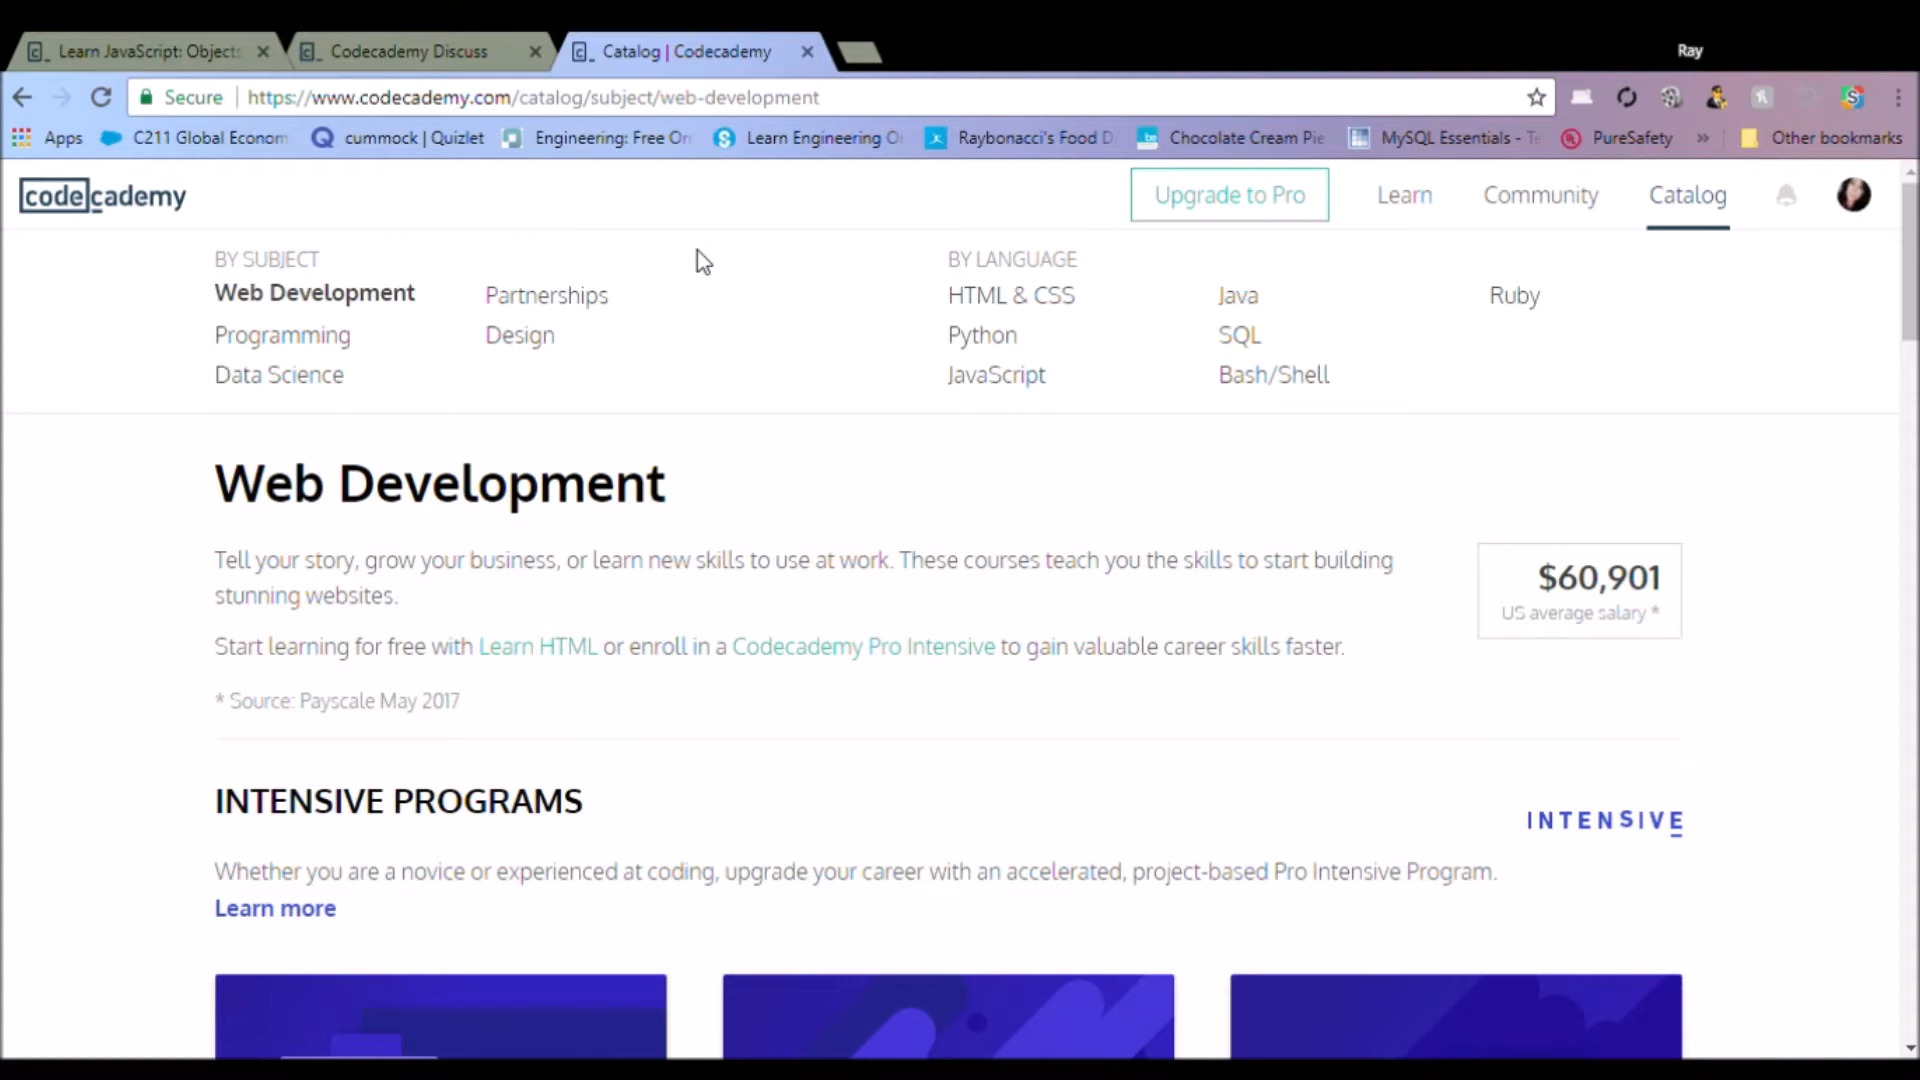 Learn JavaScript: Objects
Codecademy Discuss
Catalog | Codecademy
Ray
Secure
https://www.codecademy.com/catalog/subject/web-development
Apps
C211 Global Econom
cummock | Quizlet
Engineering: Free On
Learn Engineering O
Raybonacci's Food D
Chocolate Cream Pie
MySQL Essentials - Te
PureSafety
»
Other bookmarks
codecademy
Upgrade to Pro
Learn
Community
Catalog
BY SUBJECT
BY LANGUAGE
Web Development
Partnerships
HTML & CSS
Java
Ruby
Programming
Design
Python
SQL
Data Science
JavaScript
Bash/Shell
Web Development
Tell your story, grow your business, or learn new skills to use at work. These courses teach you the skills to start building
stunning websites.
$60,901
US average salary *
Start learning for free with Learn HTML or enroll in a Codecademy Pro Intensive to gain valuable career skills faster.
* Source: Payscale May 2017
INTENSIVE PROGRAMS
INTENSIVE
Whether you are a novice or experienced at coding, upgrade your career with an accelerated, project-based Pro Intensive Program.
Learn more